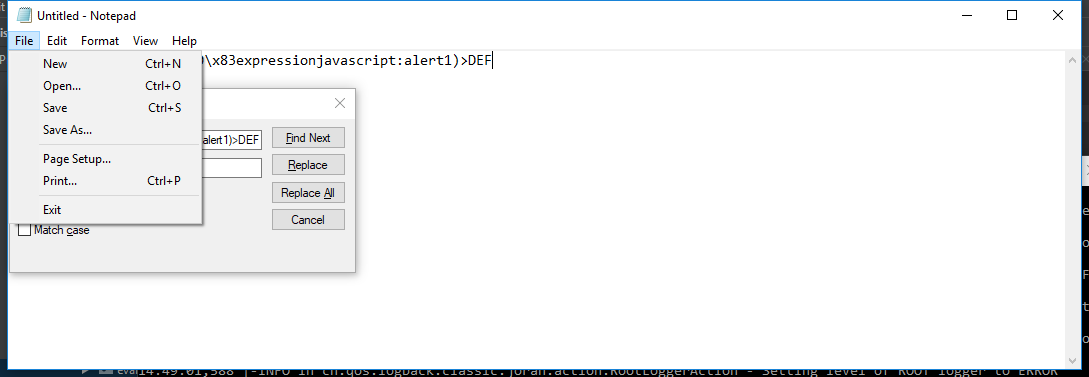 Untitled - Notepad
File Edit Format View Help
\x83expressionjavascript:alert1)>DEF
New Ctrl+N
Open... Ctrl+O
Save Ctrl+S
Save As...
Page Setup...
Print... Ctrl+P
Exit
alert1)>DEF
Find Next
Replace
Replace All
Cancel
Match case
14:49:01,588 |-INFO in ch.qos.logback.classic.joran.action.RootLoggerAction - Setting level of ROOT logger to ERROR